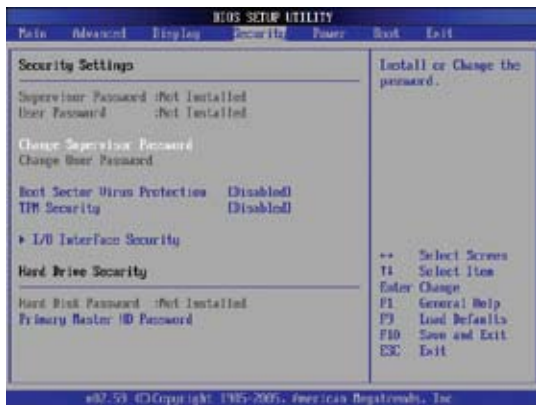 BIOS SETUP UTILITY
Main Advanced Display Security Power Boot Exit
Security Settings
Supervisor Password :Not Installed
User Password :Not Installed
Change Supervisor Password
Change User Password
Boot Sector Virus Protection [Disabled]
TPM Security [Disabled]
I/O Interface Security
Hard Drive Security
Hard Disk Password :Not Installed
Primary Master HD Password
Install or Change the
password.
Select Screen
Select Item
Enter Change
F1 General Help
F9 Load Defaults
F10 Save and Exit
ESC Exit
v02.59 (C)Copyright 1985-2005, American Megatrends, Inc